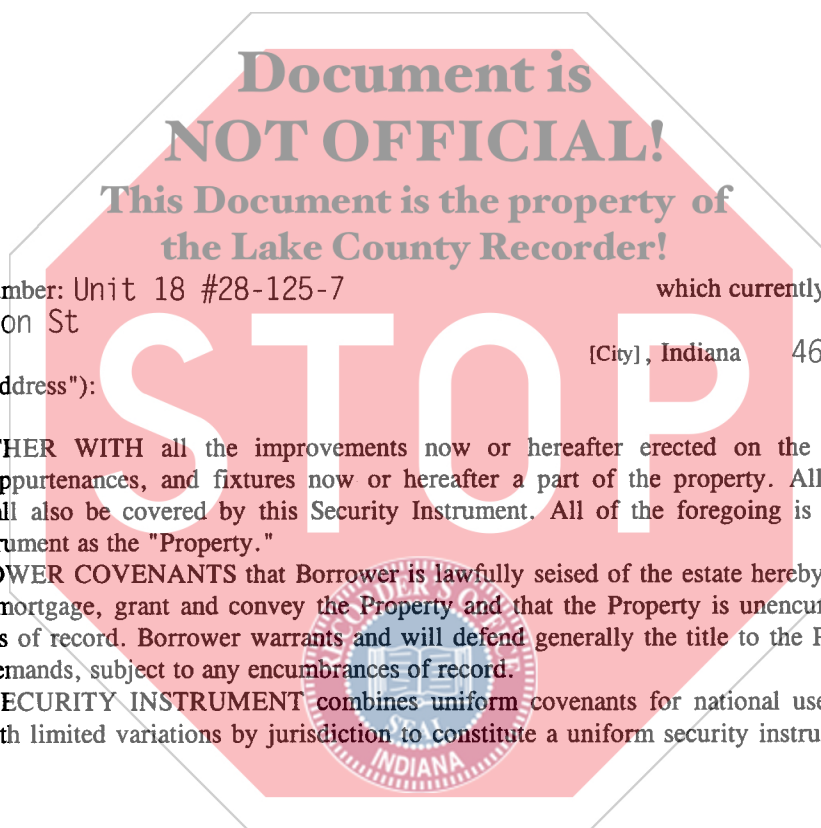 Document is
NOT OFFICIAL!
This Document is the property of
the Lake County Recorder!
mber: Unit 18 #28-125-7 which currently
on St
[City], Indiana 46
ddress"):
STOP
HER WITH all the improvements now or hereafter erected on the
ppurtenances, and fixtures now or hereafter a part of the property. All
ll also be covered by this Security Instrument. All of the foregoing is
rument as the "Property."
OWER COVENANTS that Borrower is lawfully seised of the estate hereby
mortgage, grant and convey the Property and that the Property is unencu
s of record. Borrower warrants and will defend generally the title to the P
emands, subject to any encumbrances of record.
ECURITY INSTRUMENT combines uniform covenants for national use
th limited variations by jurisdiction to constitute a uniform security instru
RECORDER'S OFFICE
SEAL
INDIANA